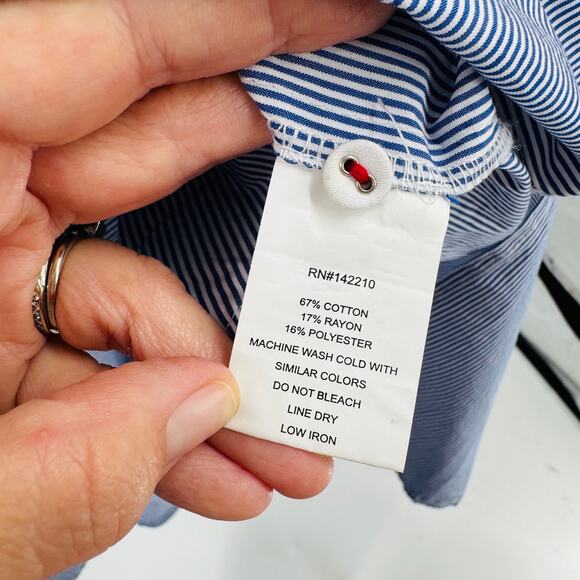 RN#142210
67% COTTON
17% RAYON
16% POLYESTER
MACHINE WASH COLD WITH
SIMILAR COLORS
DO NOT BLEACH
LINE DRY
LOW IRON